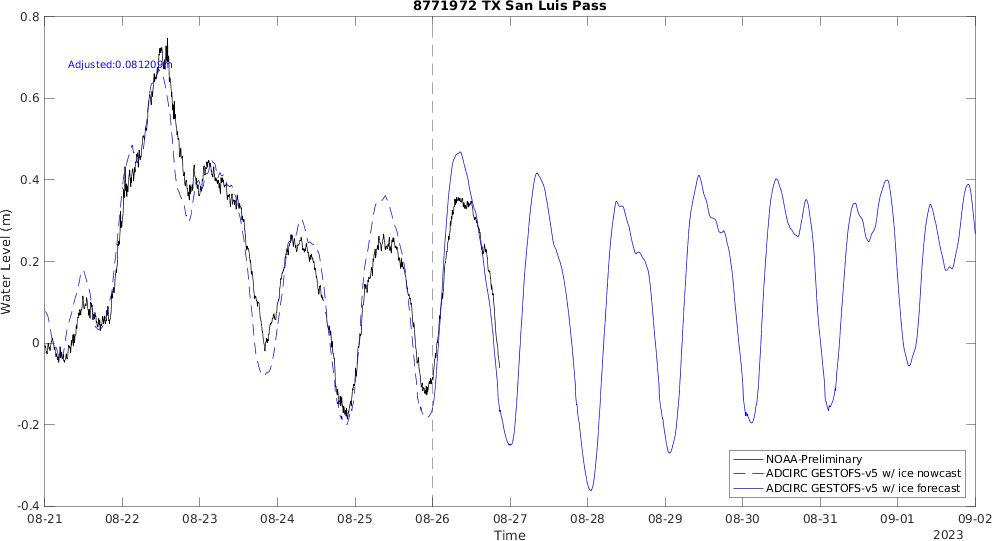 8771972 TX San Luis Pass
Adjusted:0.081209m
Water Level (m)
0.8
0.6
0.4
0.2
0
-0.2
-0.4
08-21 08-22 08-23 08-24 08-25 08-26 08-27 08-28 08-29 08-30 08-31 09-01 09-02
Time
2023
NOAA-Preliminary
ADCIRC GESTOFS-v5 w/ ice nowcast
ADCIRC GESTOFS-v5 w/ ice forecast